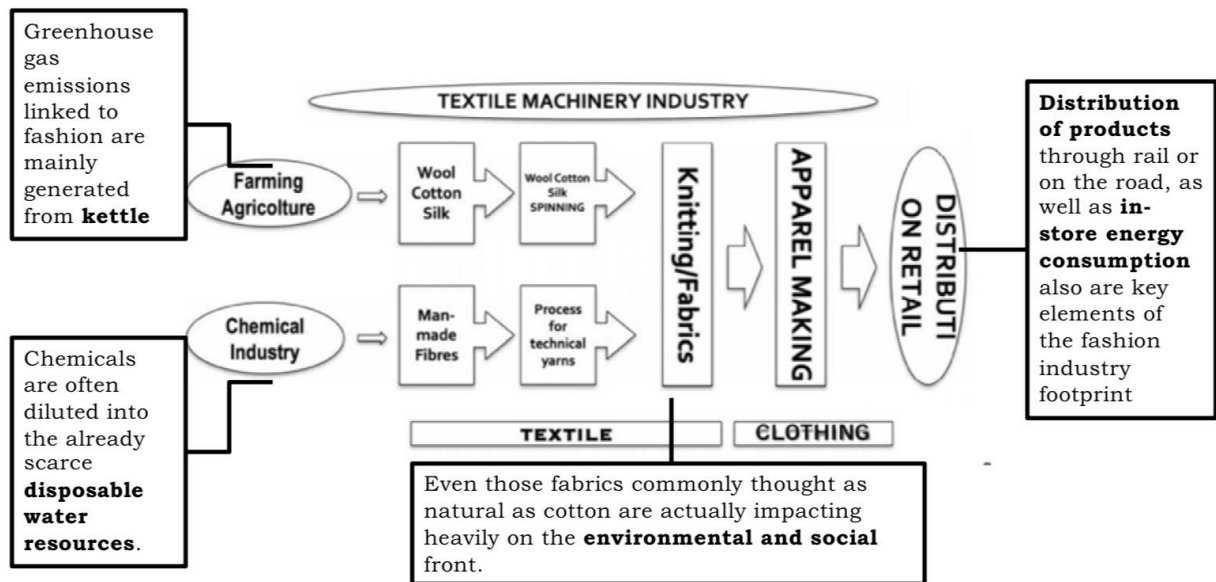 Greenhouse
gas
emissions
linked to
fashion are
mainly
generated
from kettle
TEXTILE MACHINERY INDUSTRY
Farming
Agricolture
Wool
Cotton
Silk
Wool Cotton
Silk
SPINNING
Chemical
Industry
Man-
made
Fibres
Process
for
technical
yarns
Knitting/Fabrics
APPAREL MAKING
DISTRIBUTI
ON RETAIL
Distribution
of products
through rail or
on the road, as
well as in-
store energy
consumption
also are key
elements of
the fashion
industry
footprint
Chemicals
are often
diluted into
the already
scarce
disposable
water
resources.
TEXTILE
CLOTHING
Even those fabrics commonly thought as
natural as cotton are actually impacting
heavily on the environmental and social
front.